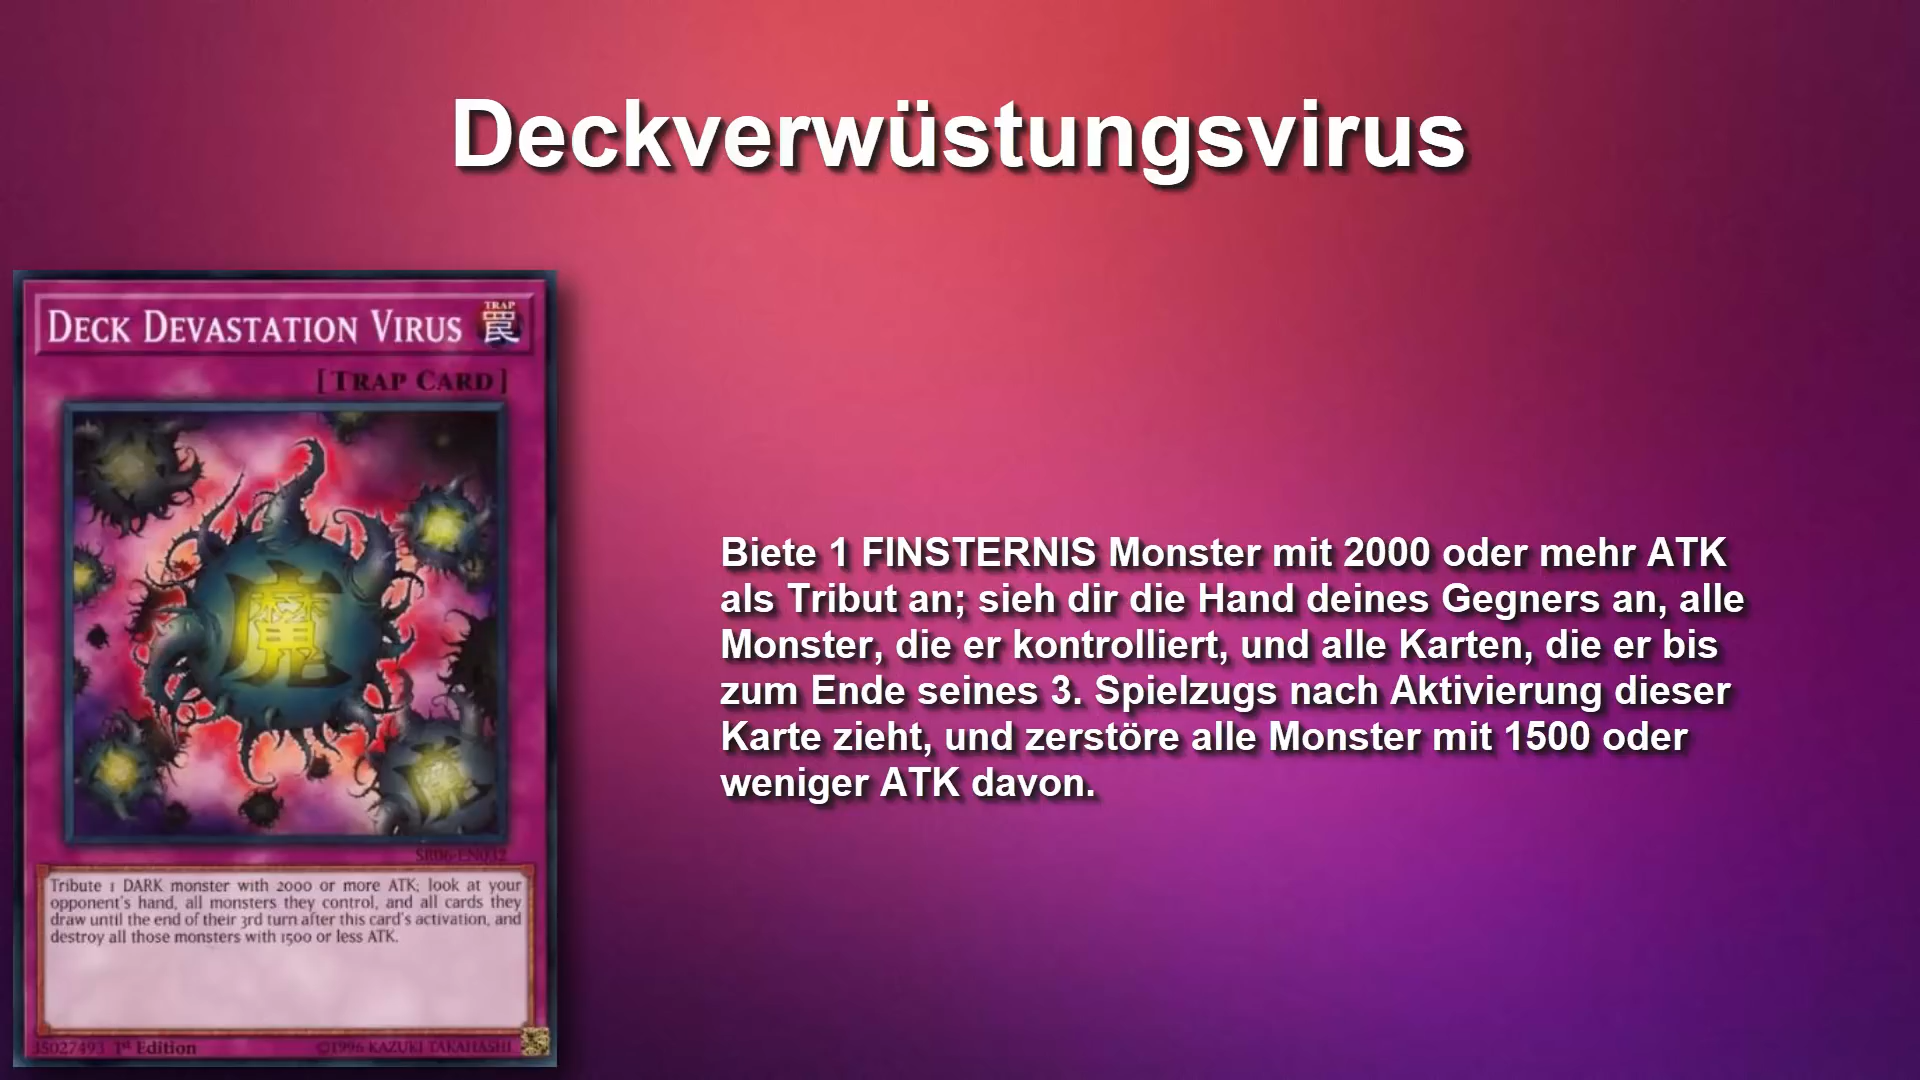 Deckverwüstungsvirus
DECK DEVASTATION VIRUS
TRAP
罠
[TRAP CARD]
魔
SR06-EN032
Tribute 1 DARK monster with 2000 or more ATK; look at your
opponent's hand, all monsters they control, and all cards they
draw until the end of their 3rd turn after this card's activation, and
destroy all those monsters with 1500 or less ATK.
35027493 1st Edition
©1996 KAZUKI TAKAHASHI
Biete 1 FINSTERNIS Monster mit 2000 oder mehr ATK
als Tribut an; sieh dir die Hand deines Gegners an, alle
Monster, die er kontrolliert, und alle Karten, die er bis
zum Ende seines 3. Spielzugs nach Aktivierung dieser
Karte zieht, und zerstöre alle Monster mit 1500 oder
weniger ATK davon.